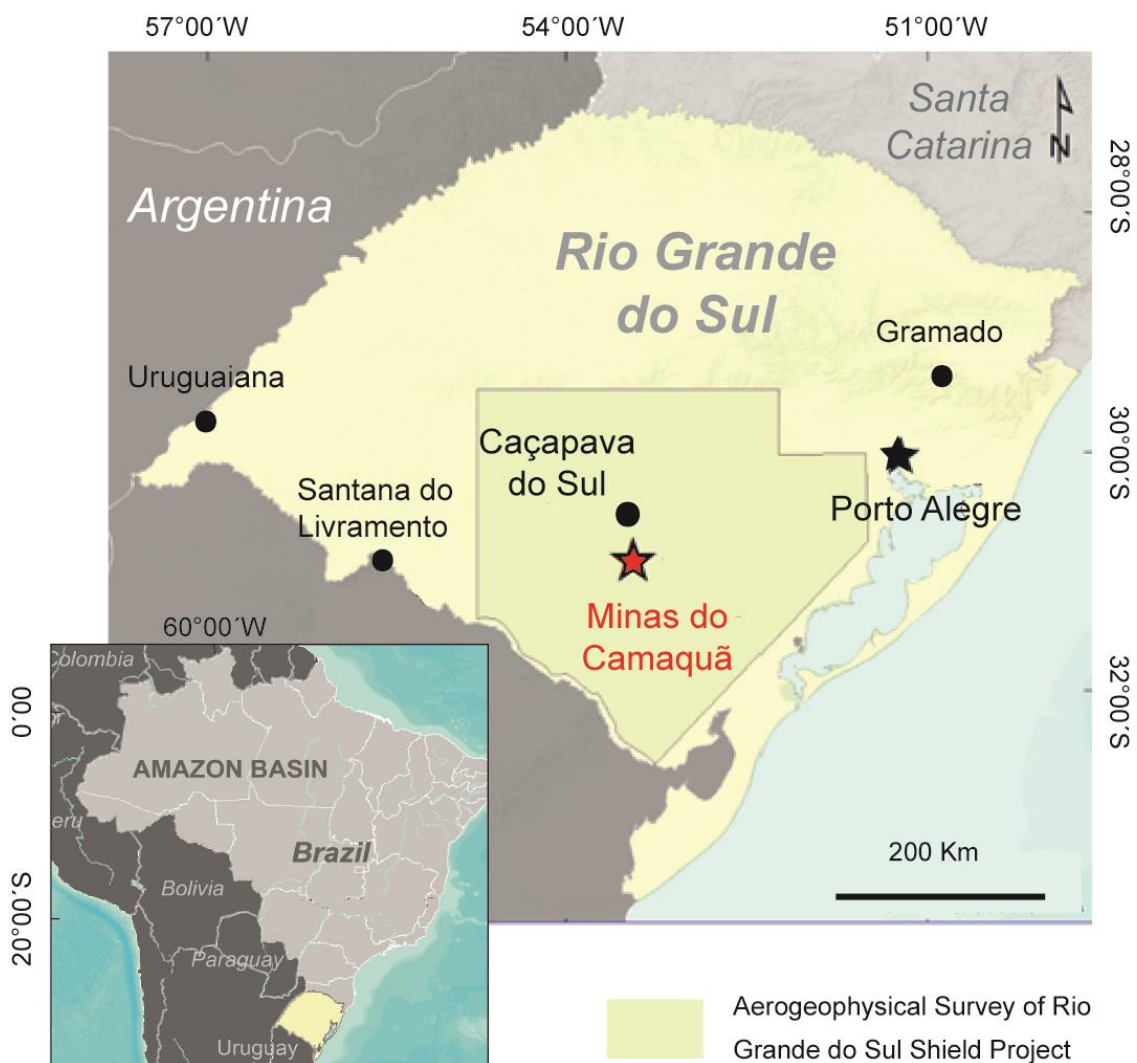 57°00´W
54°00´W
51°00´W
Santa
Catarina
N
28°00´S
Argentina
Rio Grande
do Sul
Gramado
Uruguaiana
30°00´S
Caçapava
do Sul
Santana do
Livramento
Porto Alegre
Minas do
Camaquã
32°00´S
60°00´W
Colombia
00.0
AMAZON BASIN
eru
Brazil
Bolivia
200 Km
20°00´S
Paraguay
Uruguay
Aerogeophysical Survey of Rio
Grande do Sul Shield Project